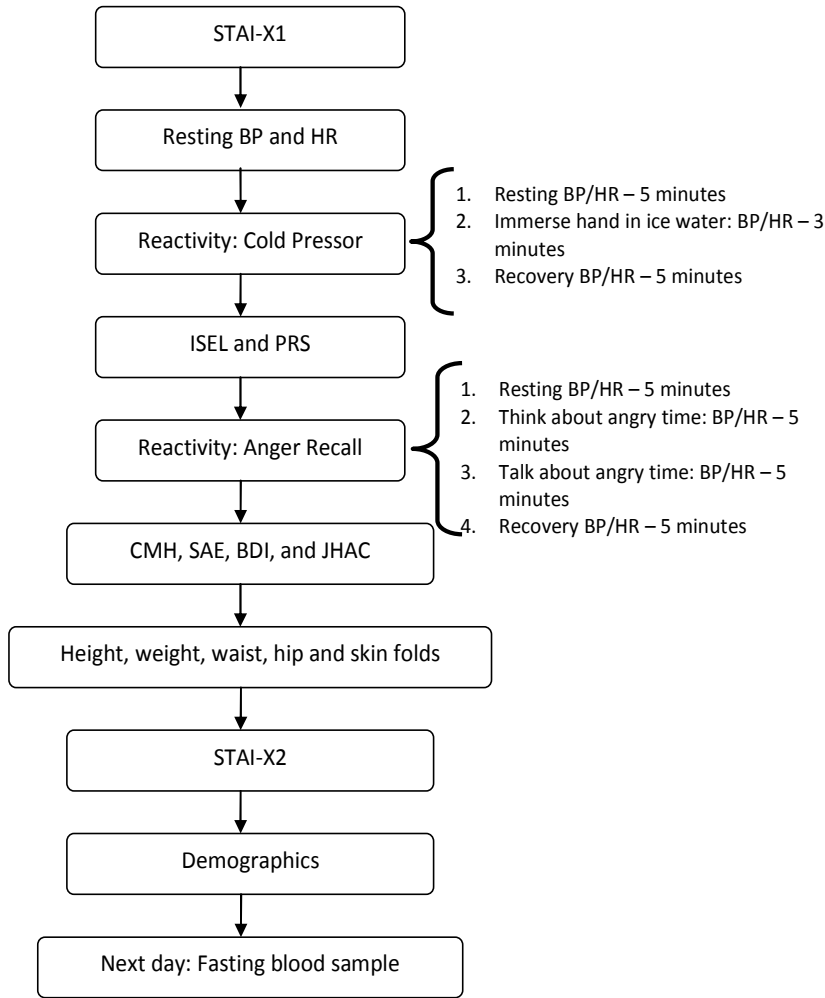 STAI-X1
Resting BP and HR
Reactivity: Cold Pressor
1. Resting BP/HR – 5 minutes
2. Immerse hand in ice water: BP/HR – 3
minutes
3. Recovery BP/HR – 5 minutes
ISEL and PRS
Reactivity: Anger Recall
1. Resting BP/HR – 5 minutes
2. Think about angry time: BP/HR – 5
minutes
3. Talk about angry time: BP/HR – 5
minutes
4. Recovery BP/HR – 5 minutes
CMH, SAE, BDI, and JHAC
Height, weight, waist, hip and skin folds
STAI-X2
Demographics
Next day: Fasting blood sample